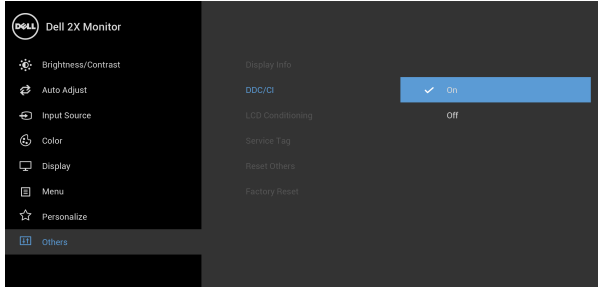 DELL Dell 2X Monitor
Brightness/Contrast
Auto Adjust
Input Source
Color
Display
Menu
Personalize
Others
Display Info
DDC/CI
LCD Conditioning
Service Tag
Reset Others
Factory Reset
On
Off